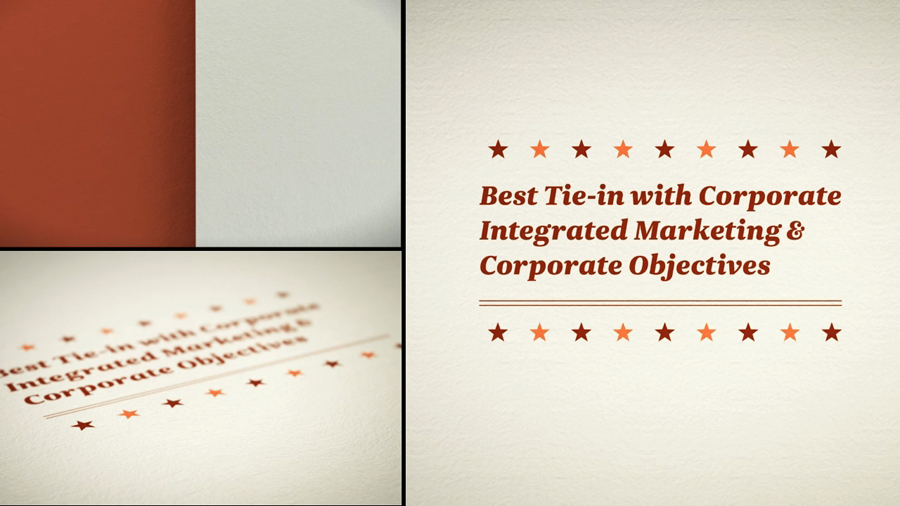 Best Tie-in with Corporate
Integrated Marketing &
Corporate Objectives
Best Tie-in with Corporate
Integrated Marketing &
Corporate Objectives